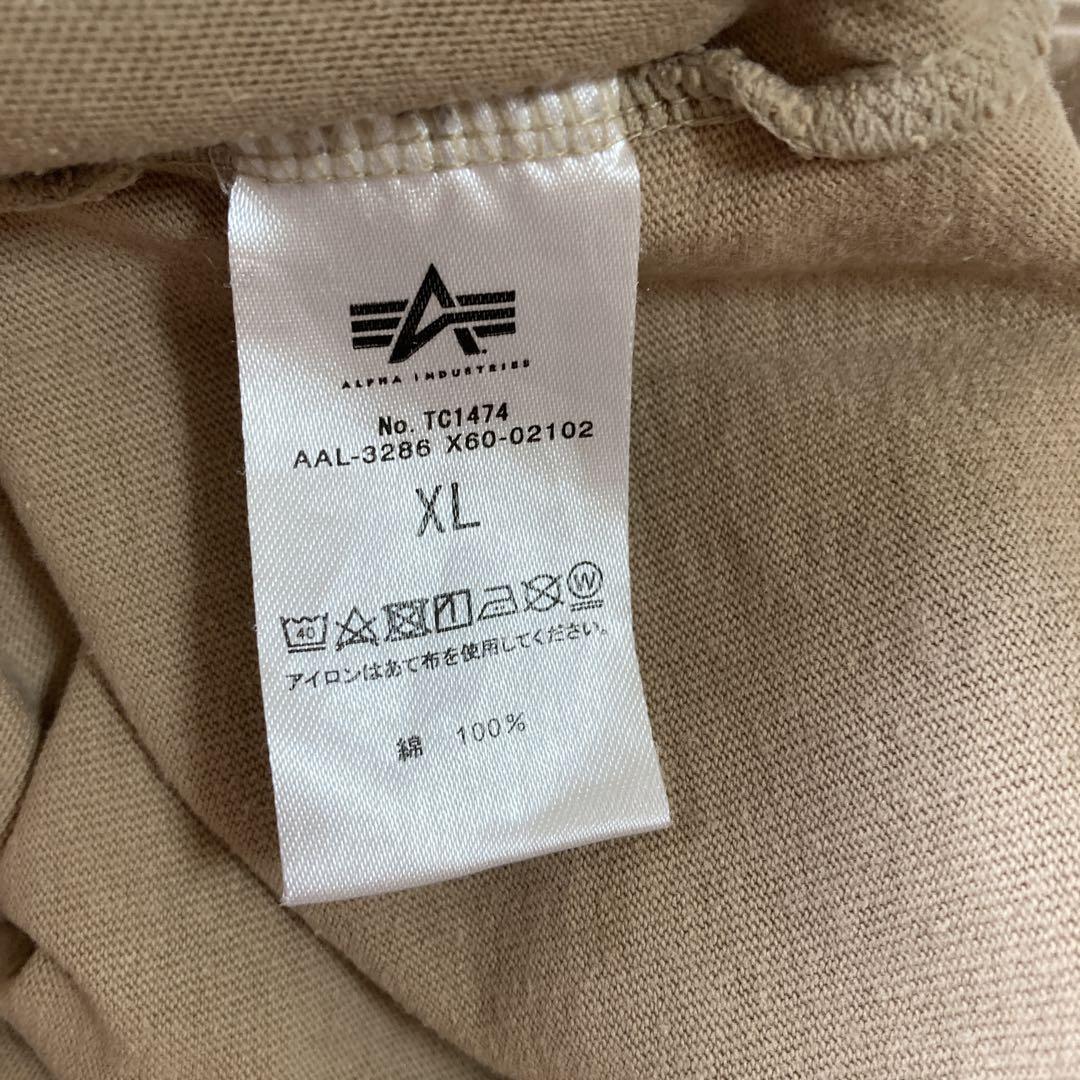 ALPHA INDUSTRIES
No. TC1474
AAL-3286 X60-02102
XL
40 W
アイロンはあて布を使用してください。
綿 100%